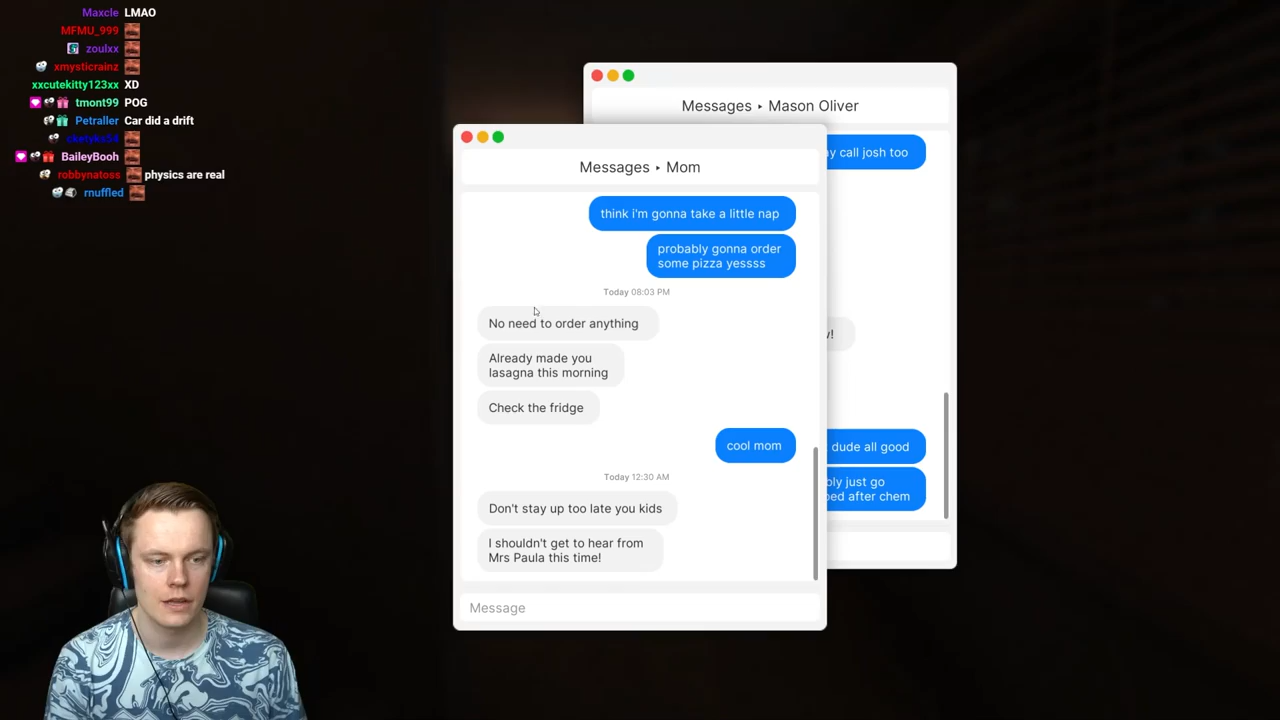 Maxcle LMAO
MFMU_999
zoulxx
xmysticrainz
xxcutekitty123xx XD
tmont99 POG
Petraller Car did a drift
BaileyBooh
robbynatoss physics are real
rnuffled
Messages ▸ Mason Oliver
ay call josh too
w!
dude all good
bly just go
bed after chem
Messages ▸ Mom
think i'm gonna take a little nap
probably gonna order
some pizza yessss
Today 08:03 PM
No need to order anything
Already made you
lasagna this morning
Check the fridge
cool mom
Today 12:30 AM
Don't stay up too late you kids
I shouldn't get to hear from
Mrs Paula this time!
Message